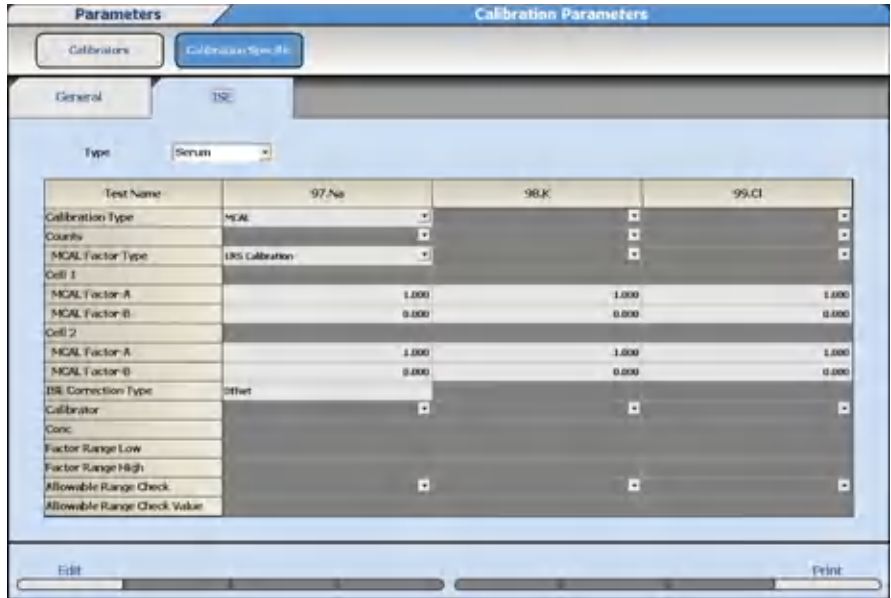 Parameters Calibration Parameters
Calibrators Calibration Specific
General ISE
Type Serum
Test Name 97.Na 98.K 99.Cl
Calibration Type MCAL
Counts
MCAL Factor Type LRS Calibration
Cell 1
MCAL Factor-A 1.000 1.000 1.000
MCAL Factor-B 0.000 0.000 0.000
Cell 2
MCAL Factor-A 1.000 1.000 1.000
MCAL Factor-B 0.000 0.000 0.000
ISE Correction Type Offset
Calibrator
Conc.
Factor Range Low
Factor Range High
Allowable Range Check
Allowable Range Check Value
Edit Print